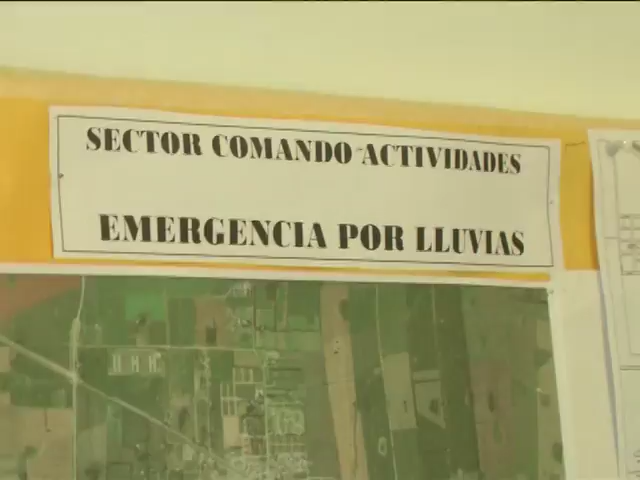 SECTOR COMANDO-ACTIVIDADES
EMERGENCIA POR LLUVIAS